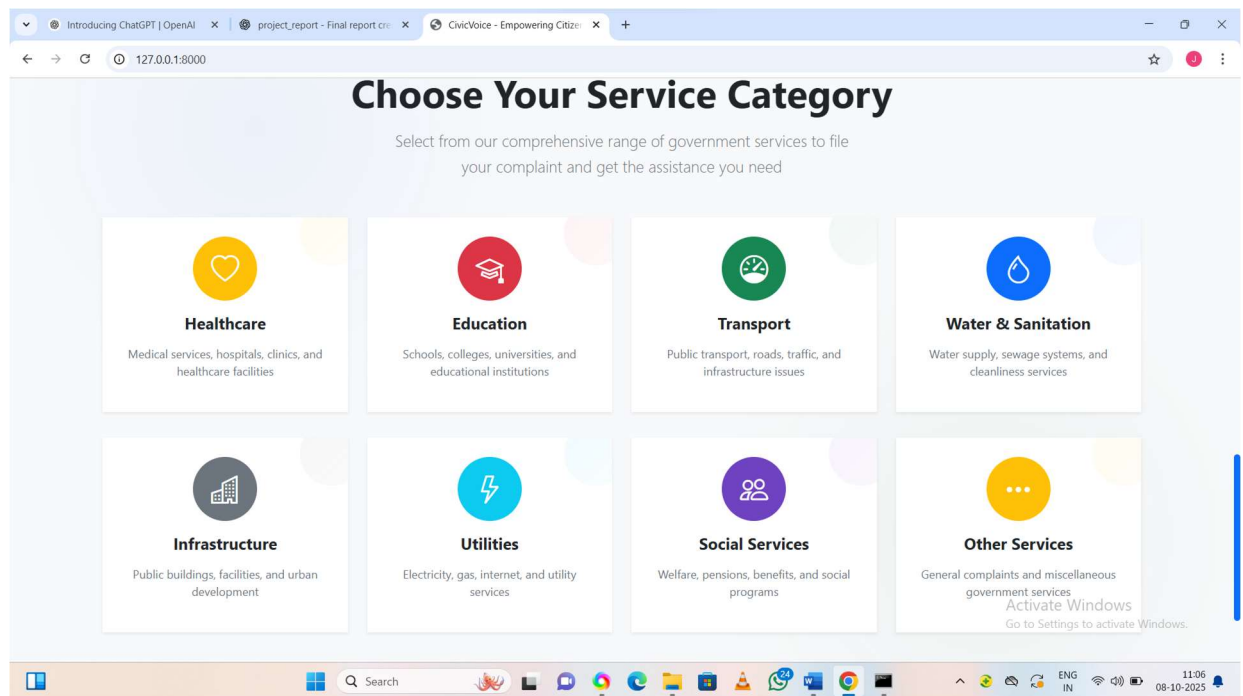 Introducing ChatGPT | OpenAI
project_report - Final report cre
CivicVoice - Empowering Citize
127.0.0.1:8000
J
Choose Your Service Category
Select from our comprehensive range of government services to file
your complaint and get the assistance you need
Healthcare
Medical services, hospitals, clinics, and
healthcare facilities
Education
Schools, colleges, universities, and
educational institutions
Transport
Public transport, roads, traffic, and
infrastructure issues
Water & Sanitation
Water supply, sewage systems, and
cleanliness services
Infrastructure
Public buildings, facilities, and urban
development
Utilities
Electricity, gas, internet, and utility
services
Social Services
Welfare, pensions, benefits, and social
programs
Other Services
General complaints and miscellaneous
government services
Activate Windows
Go to Settings to activate Windows.
Search
24
ENG
IN
11:06
08-10-2025